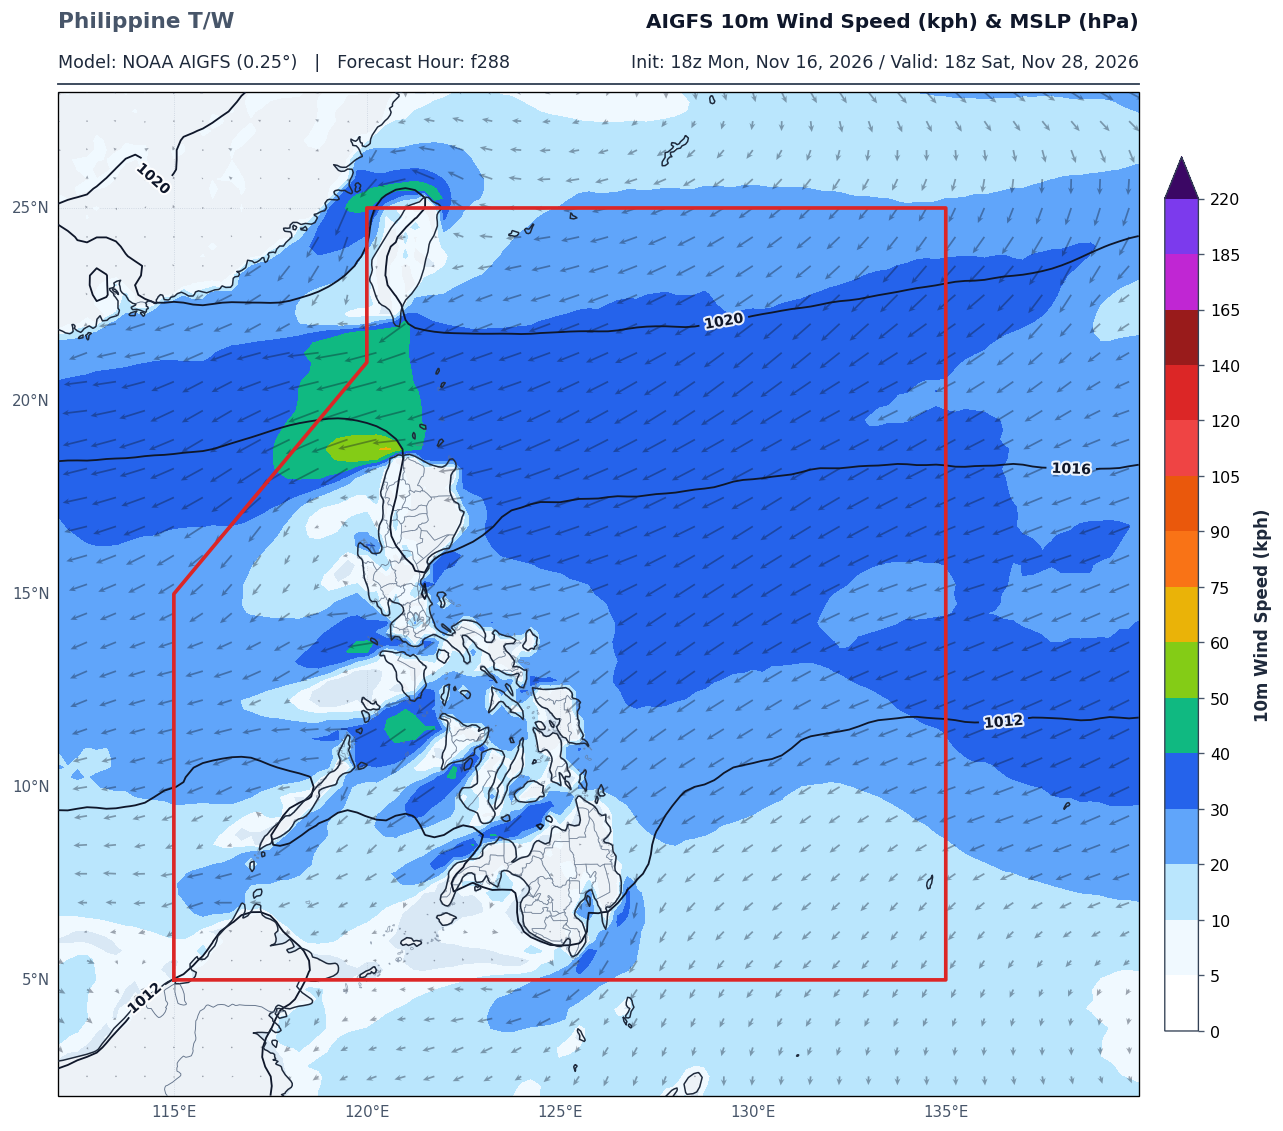 Philippine T/W
AIGFS 10m Wind Speed (kph) & MSLP (hPa)
Model: NOAA AIGFS (0.25°) | Forecast Hour: f288
Init: 18z Mon, Nov 16, 2026 / Valid: 18z Sat, Nov 28, 2026
1020
25°N
1020
20°N
1016
15°N
1012
10°N
1012
5°N
115°E
120°E
125°E
130°E
135°E
220
185
165
140
120
105
90
75
60
50
40
30
20
10
5
0
10m Wind Speed (kph)